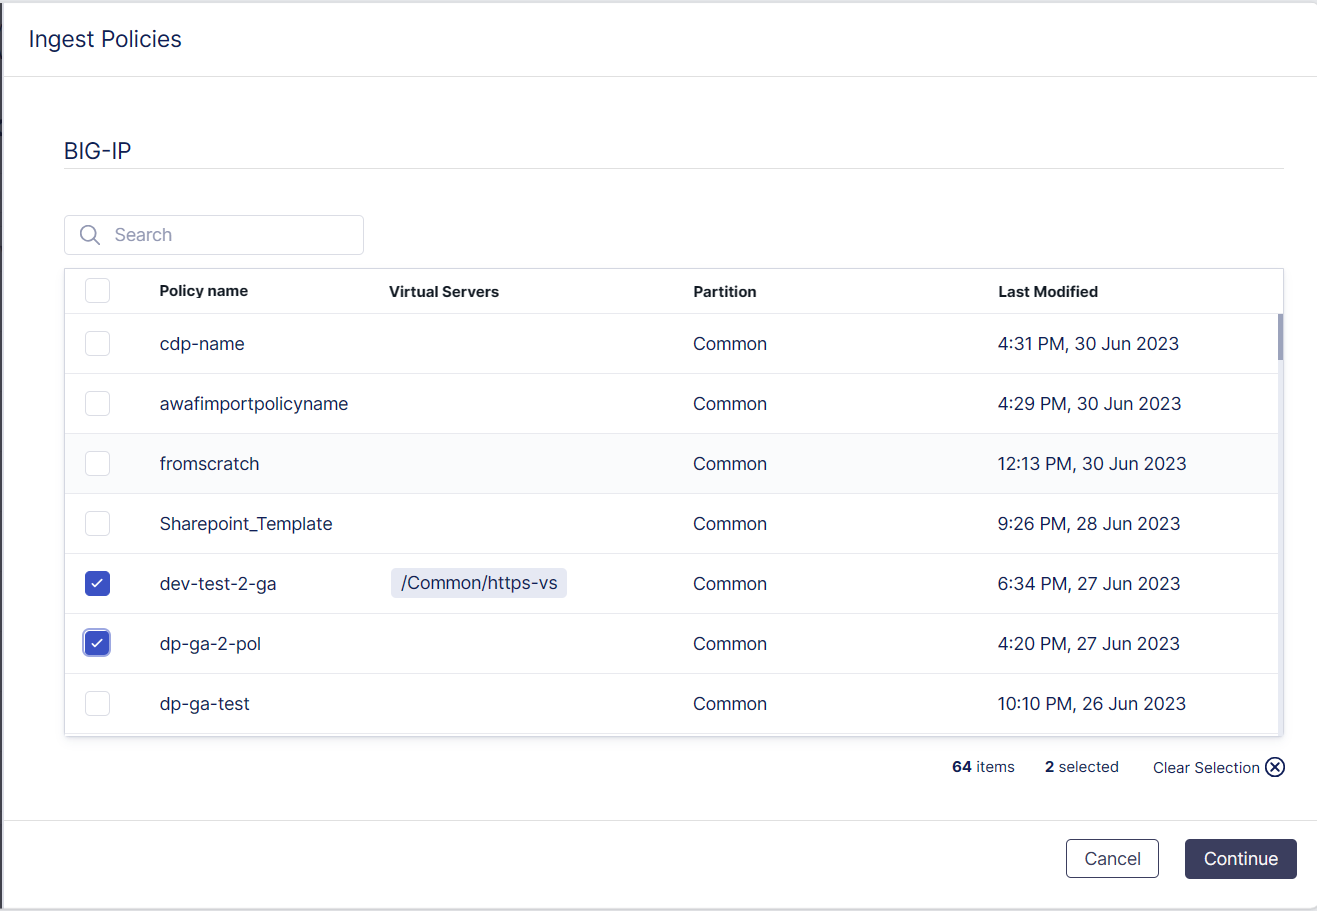 Ingest Policies
BIG-IP
Search
Policy name Virtual Servers Partition Last Modified
cdp-name Common 4:31 PM, 30 Jun 2023
awafimportpolicyname Common 4:29 PM, 30 Jun 2023
fromscratch Common 12:13 PM, 30 Jun 2023
Sharepoint_Template Common 9:26 PM, 28 Jun 2023
dev-test-2-ga /Common/https-vs Common 6:34 PM, 27 Jun 2023
dp-ga-2-pol Common 4:20 PM, 27 Jun 2023
dp-ga-test Common 10:10 PM, 26 Jun 2023
64 items 2 selected Clear Selection
Cancel Continue